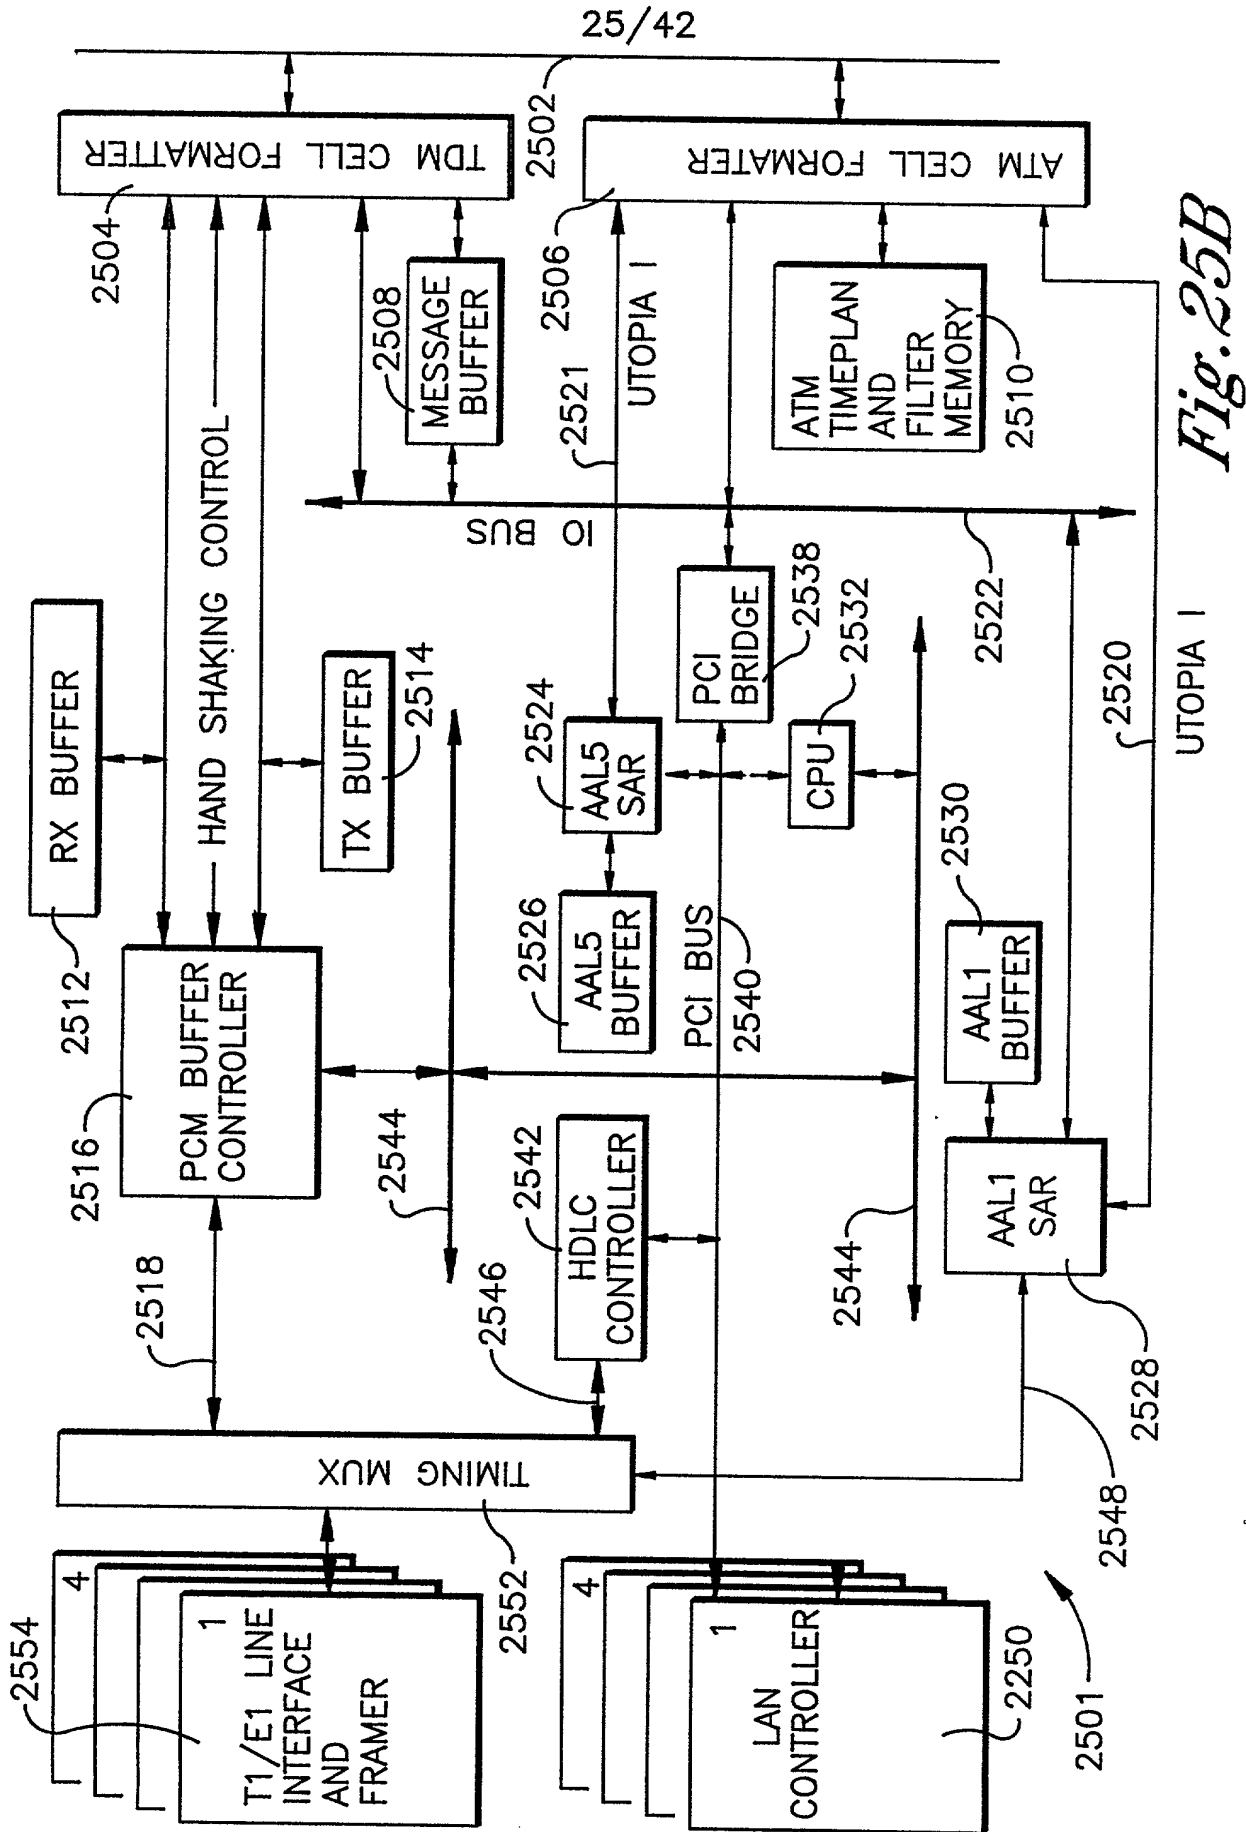 25/42
2554
4
1
T1/E1 LINE
INTERFACE
AND
FRAMER
TIMING MUX
2552
2518
2516
PCM BUFFER
CONTROLLER
2512
RX BUFFER
HAND SHAKING CONTROL
TX BUFFER
2514
2504
TDM CELL FORMATTER
2502
2508
MESSAGE
BUFFER
IO BUS
2544
2546
2542
HDLC
CONTROLLER
2526
AAL5
BUFFER
2524
AAL5
SAR
2521
UTOPIA I
2506
ATM CELL FORMATER
PCI BUS
2540
PCI
BRIDGE
2538
CPU
2532
ATM
TIMEPLAN
AND
FILTER
MEMORY
2510
4
1
LAN
CONTROLLER
2250
2501
2548
2544
AAL1
SAR
2528
AAL1
BUFFER
2530
2522
2520
UTOPIA I
Fig.25B